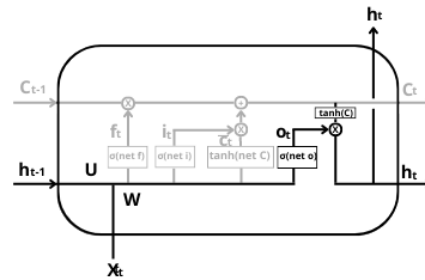 ht
Ct-1
Ct
X
+
tanh(C)
ft
it
C̅t
ot
X
X
σ(net f)
σ(net i)
tanh(net C)
σ(net o)
ht-1
U
ht
W
Xt